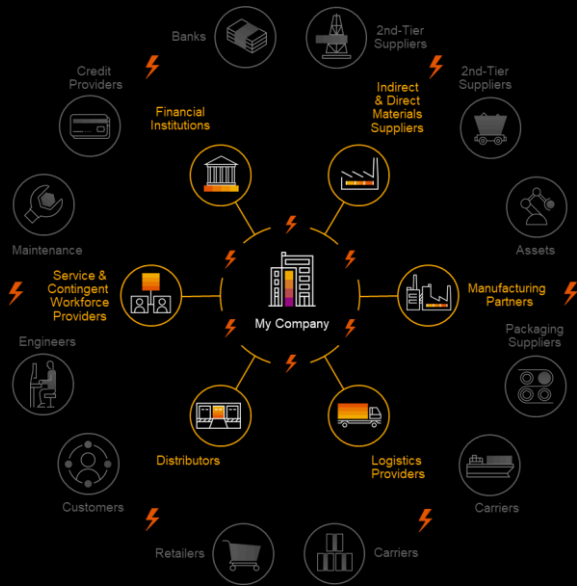 Banks
2nd-Tier
Suppliers
Credit
Providers
2nd-Tier
Suppliers
Financial
Institutions
Indirect
& Direct
Materials
Suppliers
Maintenance
Assets
Service &
Contingent
Workforce
Providers
My Company
Manufacturing
Partners
Engineers
Packaging
Suppliers
Distributors
Logistics
Providers
Customers
Carriers
Retailers
Carriers